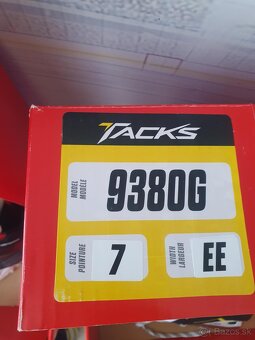 TACKS
MODEL
MODÈLE
9380G
SIZE
POINTURE
7
WIDTH
LARGEUR
EE
Bazos.sk